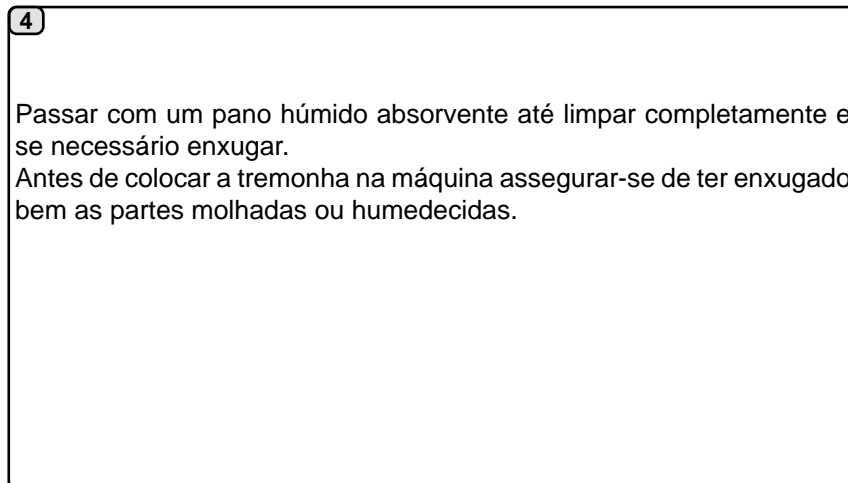 4
Passar com um pano húmido absorvente até limpar completamente e
se necessário enxugar.
Antes de colocar a tremonha na máquina assegurar-se de ter enxugado
bem as partes molhadas ou humedecidas.